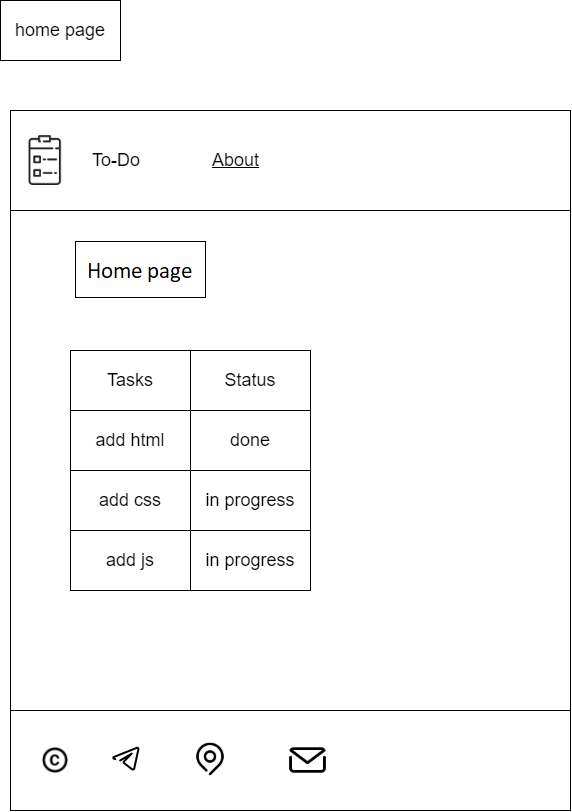 home page
To-Do About
Home page
Tasks Status
add html done
add css in progress
add js in progress
©